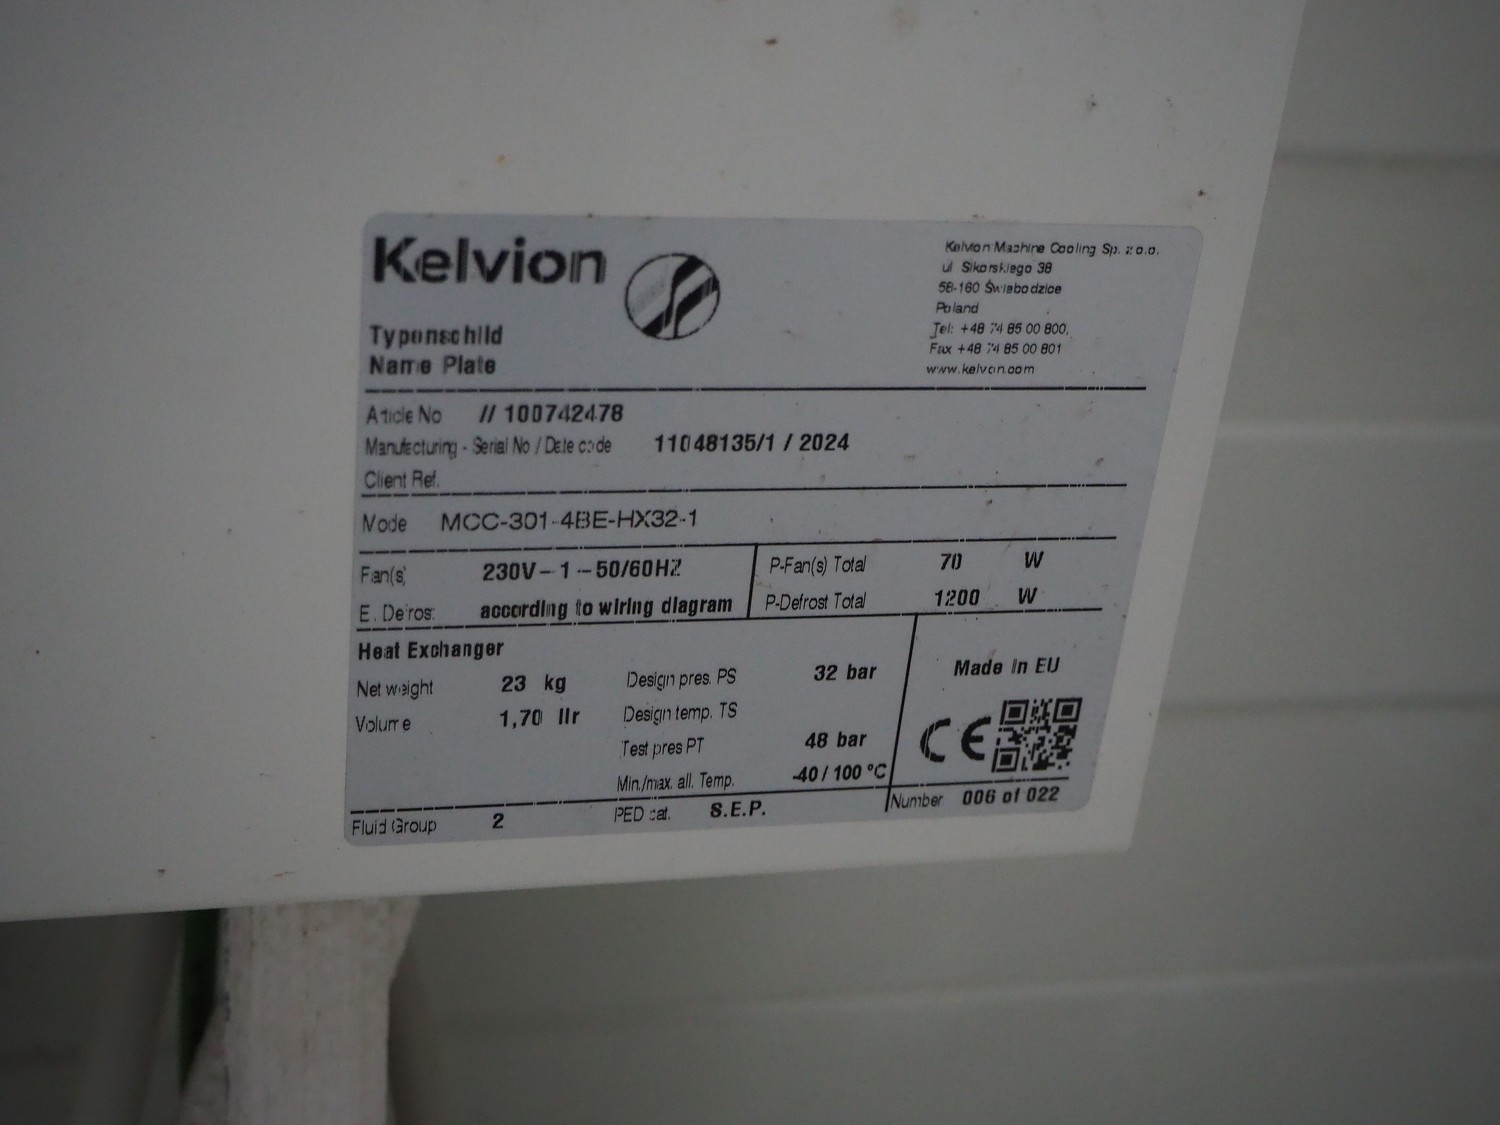 Kelvion
Typenschild
Name Plate
Kelvion Machine Cooling Sp. z o.o.
ul Sikorskiego 38
58-160 Świebodzice
Poland
Tel: +48 74 85 00 800,
Fax +48 74 85 00 801
www.kelvion.com
Article No // 100742478
Manufacturing - Serial No / Date code 11048135/1 / 2024
Client Ref.
Model MCC-301-4BE-HX32-1
Fan(s) 230V- 1 -50/60HZ P-Fan(s) Total 70 W
E. Defrost according to wiring diagram P-Defrost Total 1200 W
Heat Exchanger
Net weight 23 kg Design pres. PS 32 bar Made in EU
Volume 1,70 ltr Design temp. TS
Test pres PT 48 bar CE
Min./max. all. Temp. -40 / 100 °C
Fluid Group 2 PED cat. S.E.P. Number 006 of 022